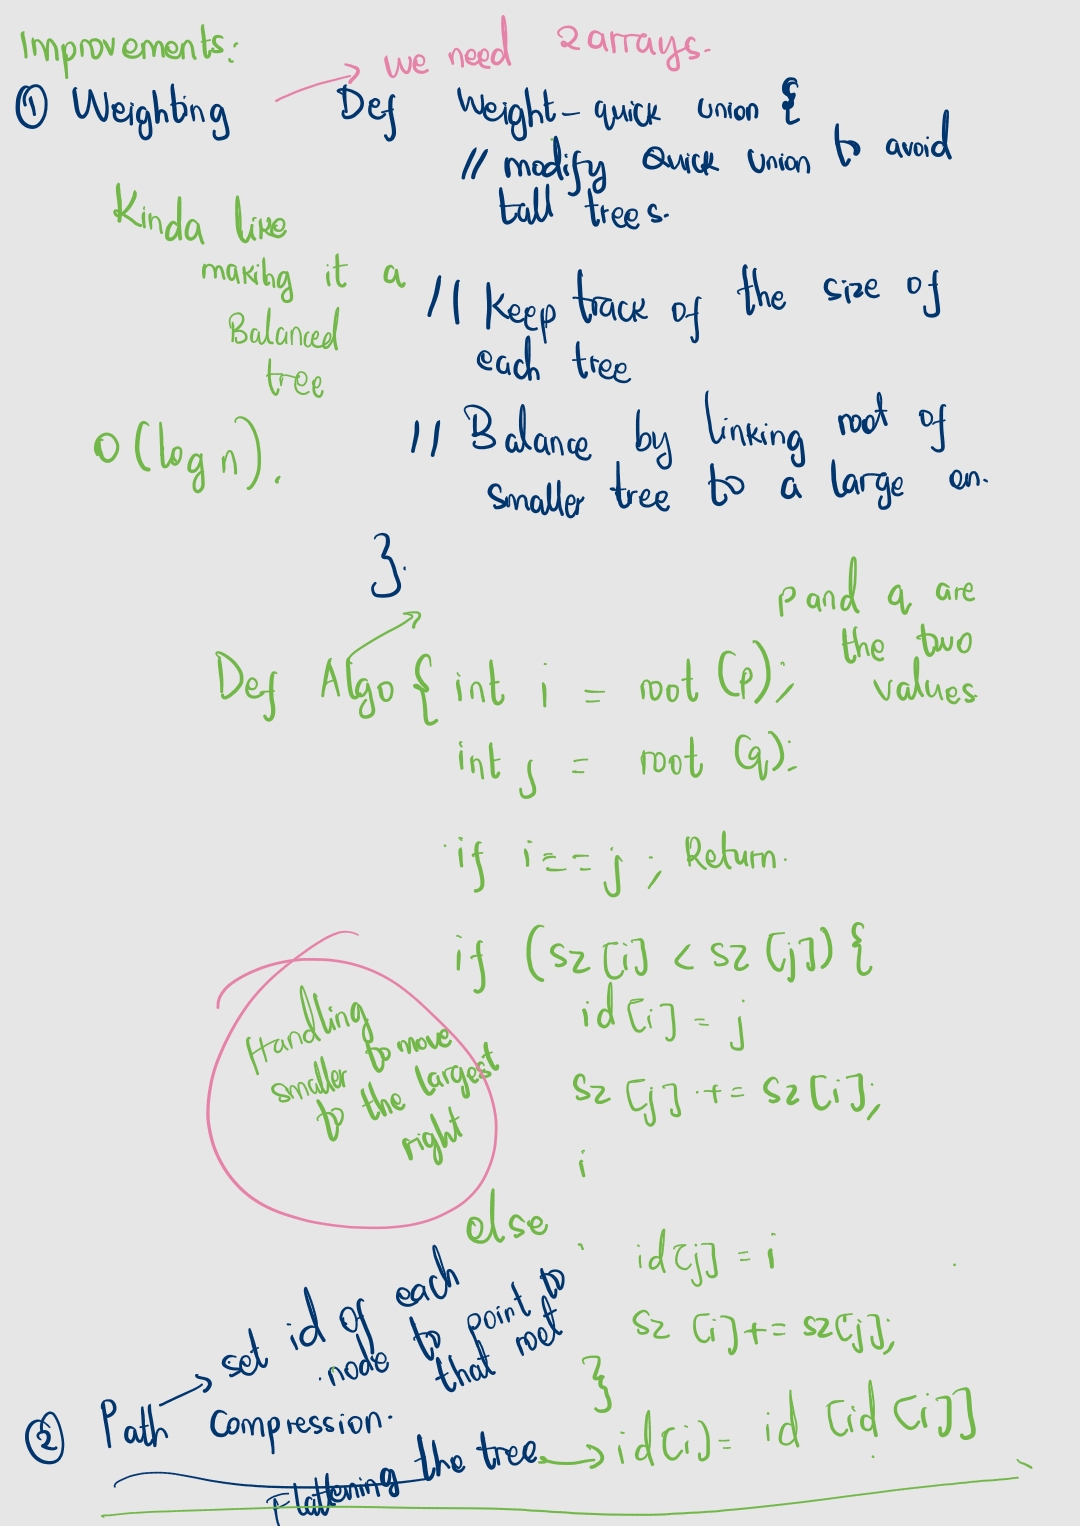 Improvements:
we need 2 arrays.
① Weighting
Def Weight-quick union {
// modify Quick Union to avoid
tall trees.
Kinda like
making it a
Balanced
tree
O(log n).
// Keep track of the size of
each tree
// Balance by linking root of
smaller tree to a large on.
}.
p and q are
the two
values
Def Algo { int i = root (p);
int j = root (q);
if i == j ; Return.
if (sz [i] < sz [j]) {
id [i] = j
sz [j] += sz [i];
i
Handling
smaller to move
to the largest
right
else
id [j] = i
sz [i] += sz [j];
}
set id of each
node to point to
that root
② Path Compression.
Flattening the tree
id [i] = id [id [i]]